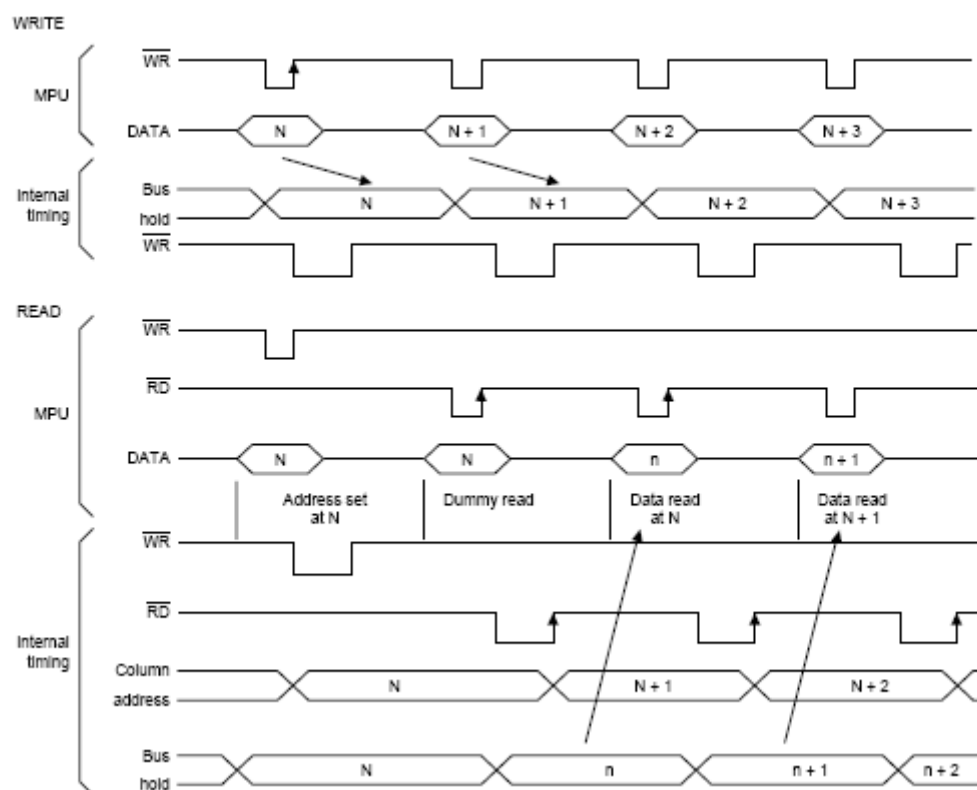 WRITE
WR
MPU
DATA N N + 1 N + 2 N + 3
Internal timing
Bus hold N N + 1 N + 2 N + 3
WR
READ
WR
RD
MPU
DATA N N n n + 1
Address set at N
Dummy read
Data read at N
Data read at N + 1
WR
RD
Internal timing
Column address N N + 1 N + 2
Bus hold N n n + 1 n + 2